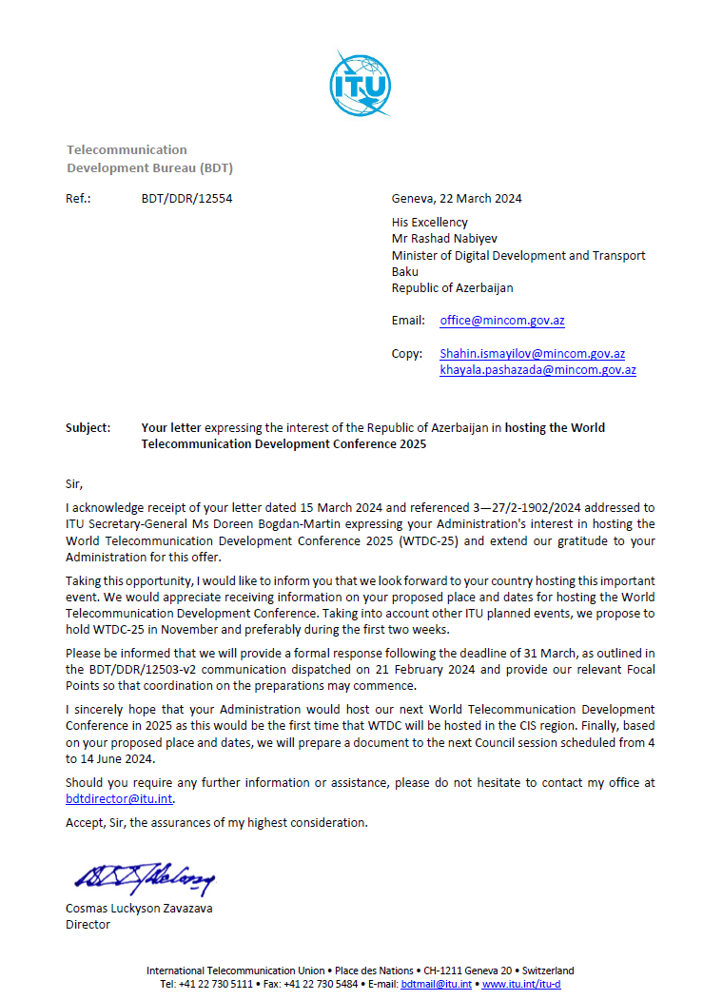 ITU
Telecommunication
Development Bureau (BDT)
Ref.: BDT/DDR/12554
Geneva, 22 March 2024
His Excellency
Mr Rashad Nabiyev
Minister of Digital Development and Transport
Baku
Republic of Azerbaijan
Email: office@mincom.gov.az
Copy: Shahin.ismayilov@mincom.gov.az
khayala.pashazada@mincom.gov.az
Subject: Your letter expressing the interest of the Republic of Azerbaijan in hosting the World
Telecommunication Development Conference 2025
Sir,
I acknowledge receipt of your letter dated 15 March 2024 and referenced 3—27/2-1902/2024 addressed to
ITU Secretary-General Ms Doreen Bogdan-Martin expressing your Administration's interest in hosting the
World Telecommunication Development Conference 2025 (WTDC-25) and extend our gratitude to your
Administration for this offer.
Taking this opportunity, I would like to inform you that we look forward to your country hosting this important
event. We would appreciate receiving information on your proposed place and dates for hosting the World
Telecommunication Development Conference. Taking into account other ITU planned events, we propose to
hold WTDC-25 in November and preferably during the first two weeks.
Please be informed that we will provide a formal response following the deadline of 31 March, as outlined in
the BDT/DDR/12503-v2 communication dispatched on 21 February 2024 and provide our relevant Focal
Points so that coordination on the preparations may commence.
I sincerely hope that your Administration would host our next World Telecommunication Development
Conference in 2025 as this would be the first time that WTDC will be hosted in the CIS region. Finally, based
on your proposed place and dates, we will prepare a document to the next Council session scheduled from 4
to 14 June 2024.
Should you require any further information or assistance, please do not hesitate to contact my office at
bdtdirector@itu.int.
Accept, Sir, the assurances of my highest consideration.
Cosmas Luckyson Zavazava
Director
International Telecommunication Union • Place des Nations • CH-1211 Geneva 20 • Switzerland
Tel: +41 22 730 5111 • Fax: +41 22 730 5484 • E-mail: bdtmail@itu.int • www.itu.int/itu-d